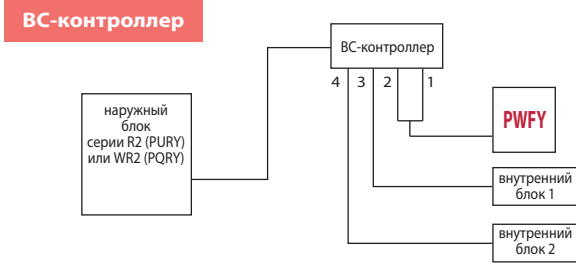 ВС-контроллер
ВС-контроллер
4 3 2 1
наружный
блок
серии R2 (PURY)
или WR2 (PQRY)
PWFY
внутренний
блок 1
внутренний
блок 2